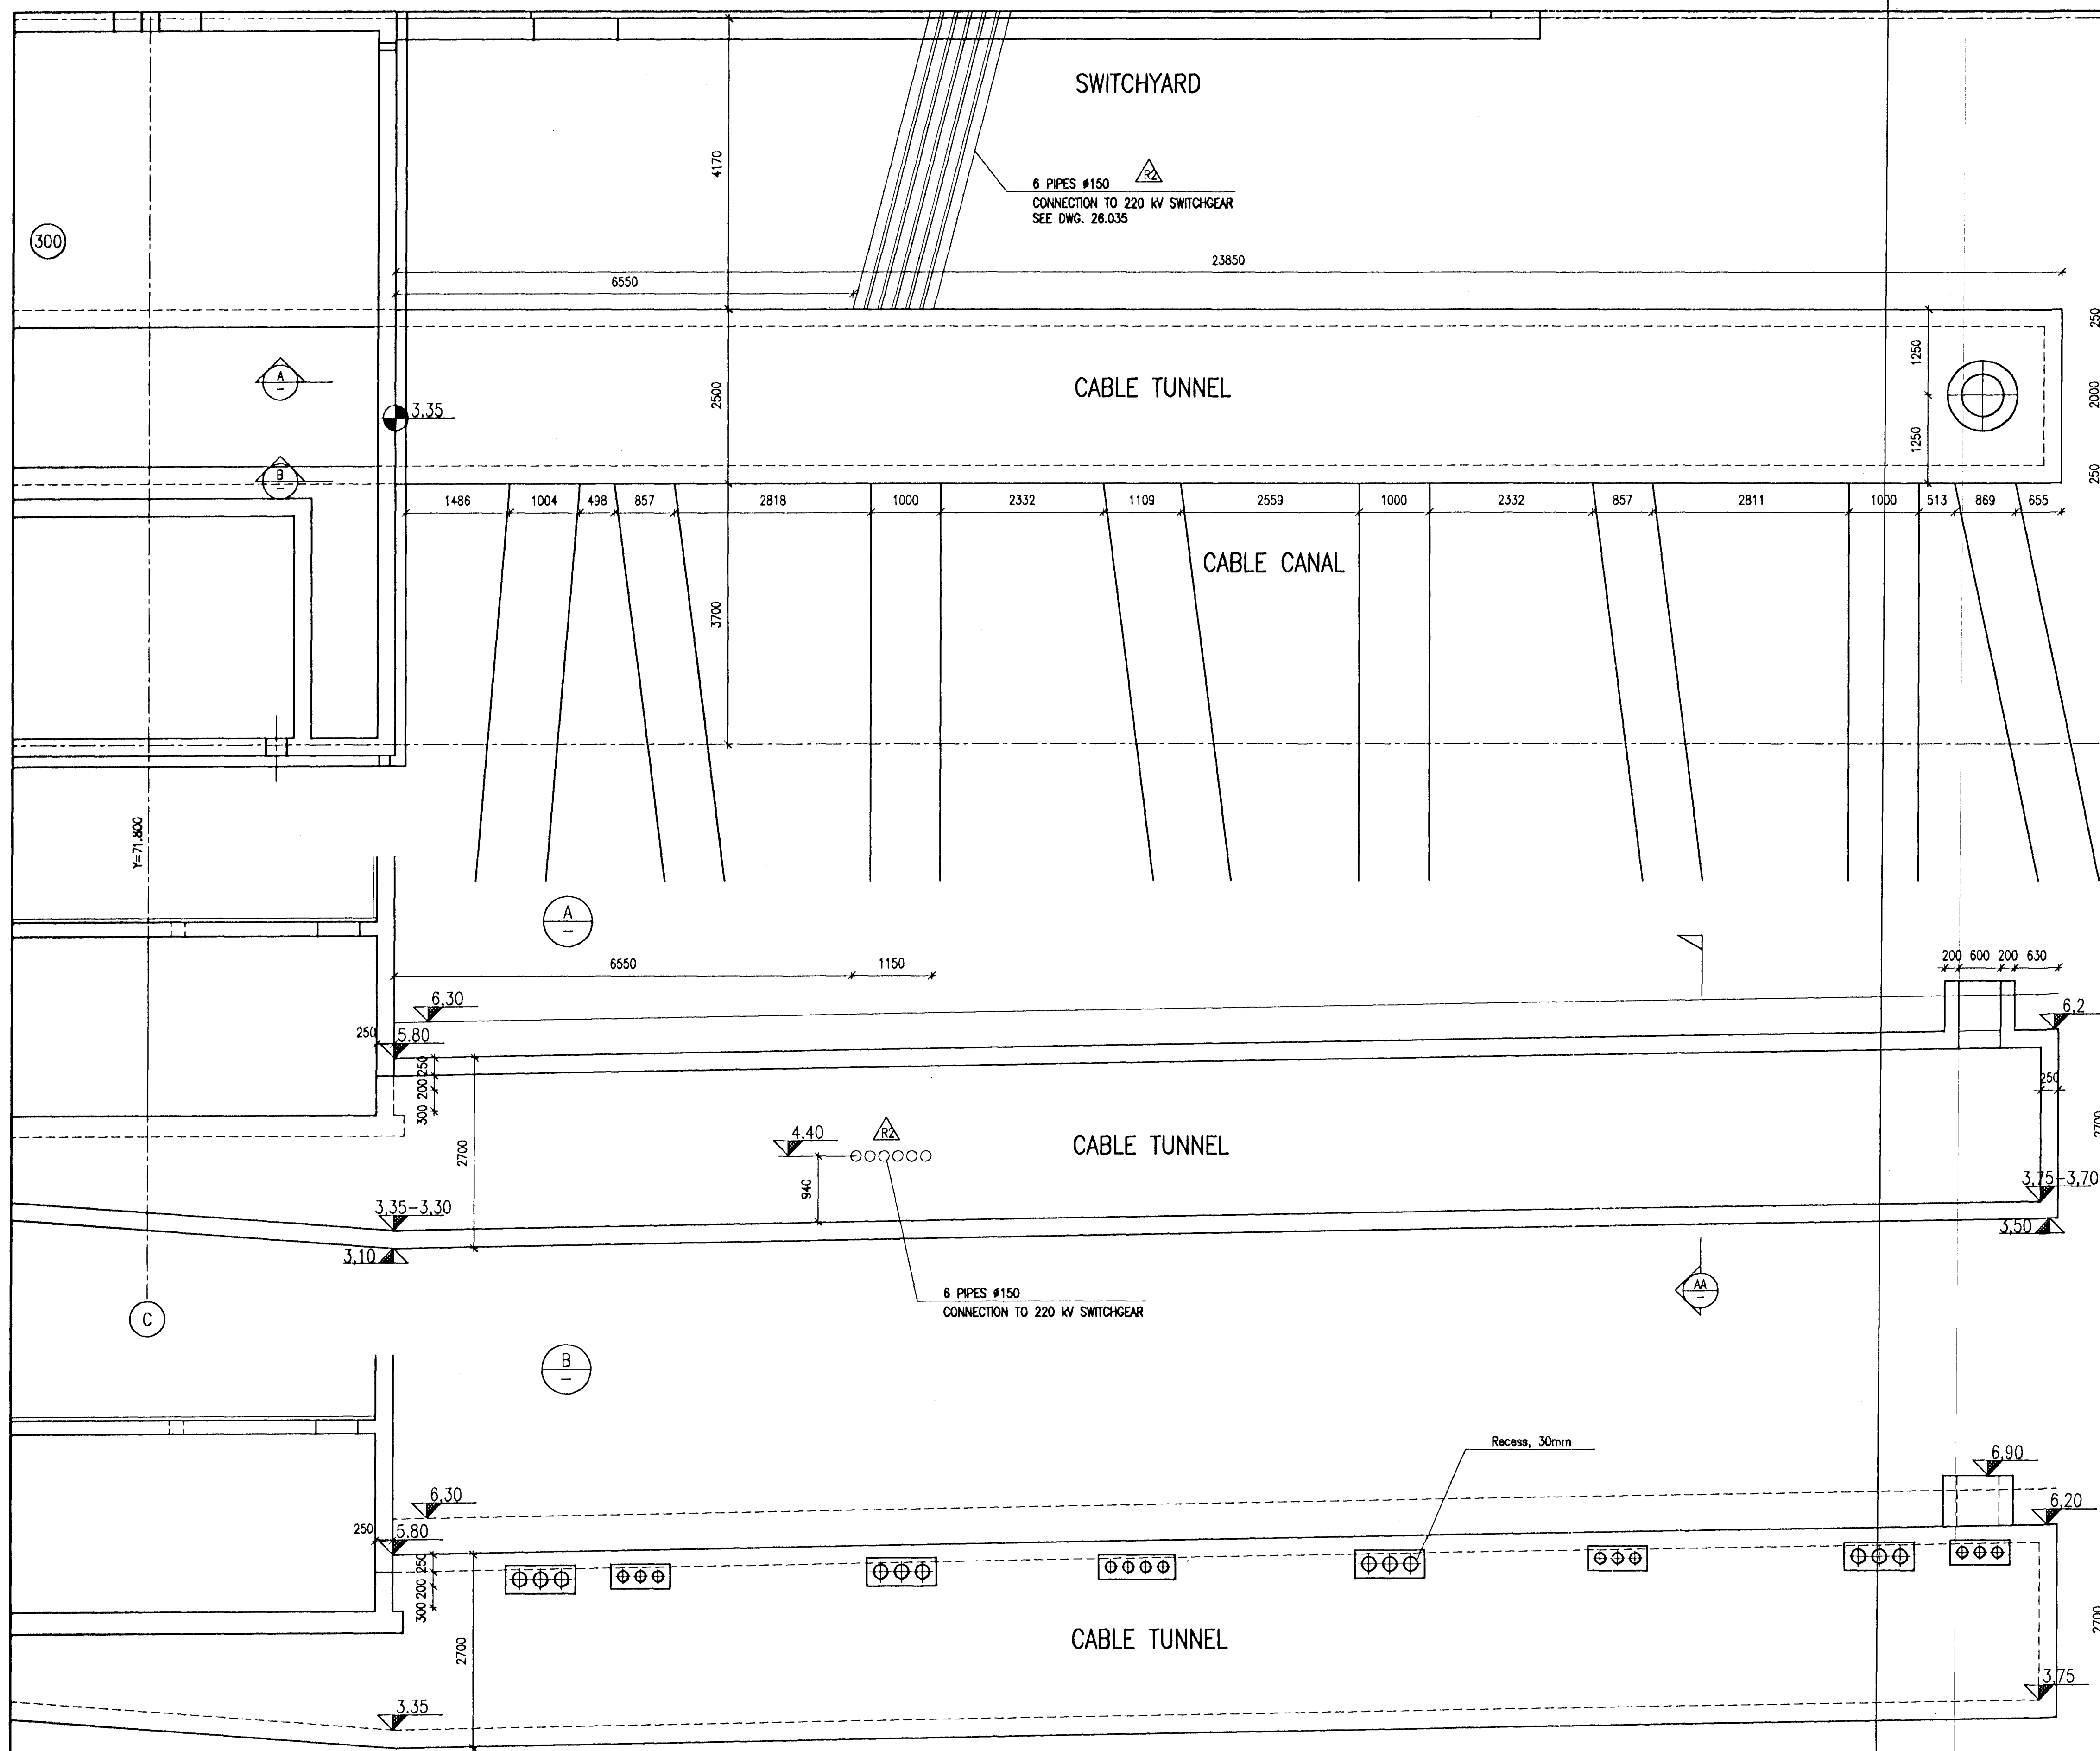 SWITCHYARD
4170
6 PIPES ø150
R2
CONNECTION TO 220 kV SWITCHGEAR
SEE DWG. 26.035
300
23850
6550
250
1250
A
–
CABLE TUNNEL
2500
2000
3.35
1250
B
–
250
1486 1004 498 857 2818 1000 2332 1109 2559 1000 2332 857 2811 1000 513 869 655
CABLE CANAL
3700
Y=71.800
A
–
6550 1150
200 600 200 630
6,30
6,2
250
5.80
250
200
300
250
2700
4.40
R2
CABLE TUNNEL
2700
940
3,75-3,70
3,35-3,30
3,50
3,10
6 PIPES ø150
CONNECTION TO 220 kV SWITCHGEAR
AA
–
C
B
–
Recess, 30mm
6,90
6,30
6,20
250
5.80
250
200
300
2700
CABLE TUNNEL
2700
3,75
3.35